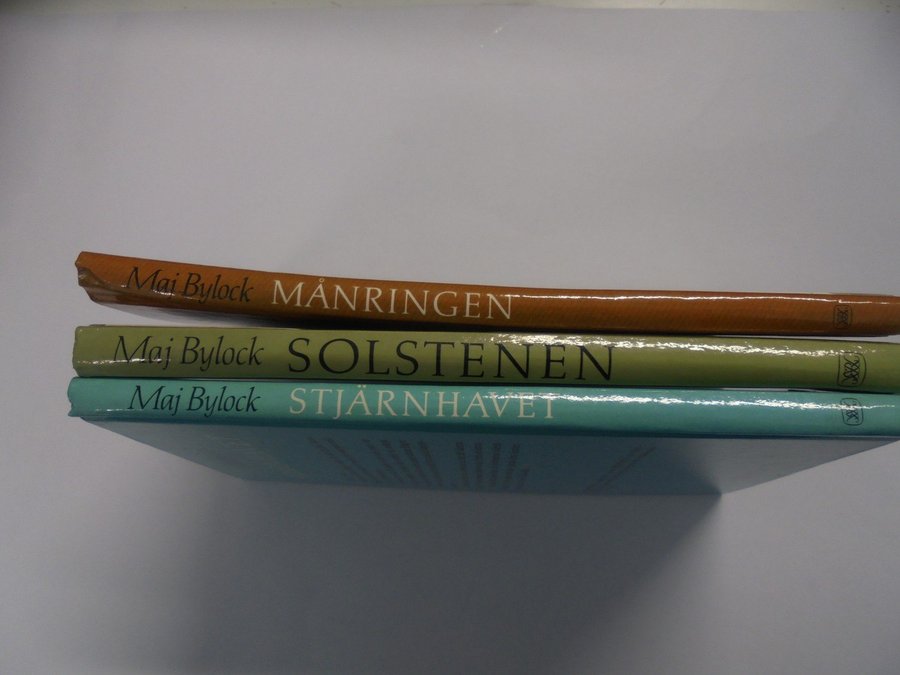 Maj Bylock MÅNRINGEN
Maj Bylock SOLSTENEN
Maj Bylock STJÄRNHAVET